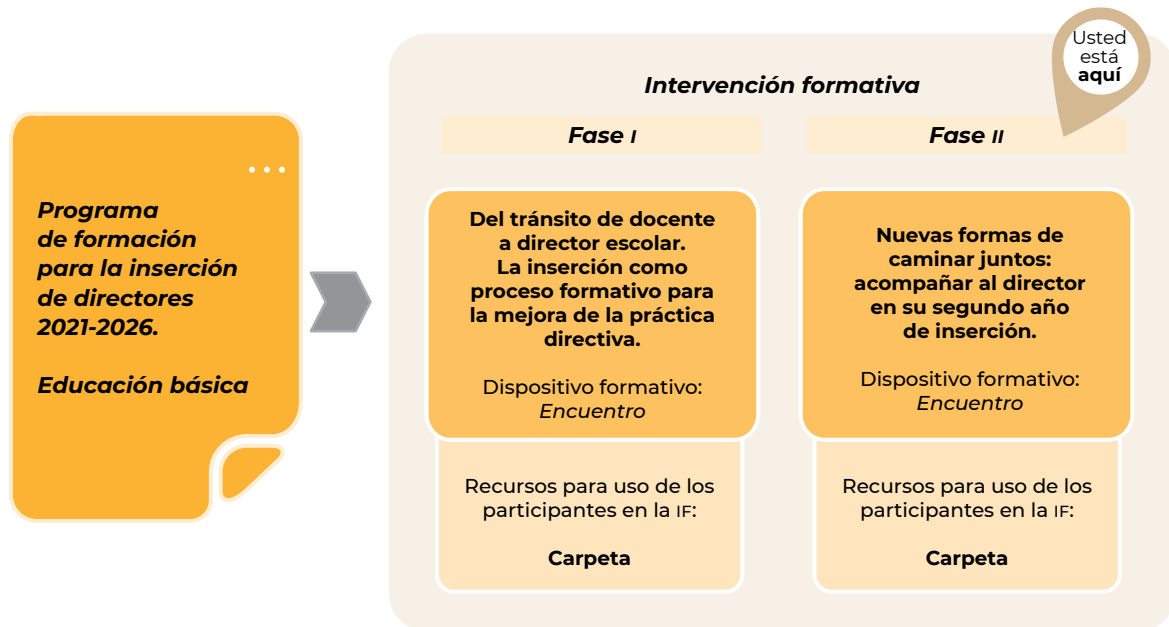 Usted
está
aquí
Intervención formativa
Programa
de formación
para la inserción
de directores
2021-2026.
Educación básica
Fase I
Del tránsito de docente
a director escolar.
La inserción como
proceso formativo para
la mejora de la práctica
directiva.
Dispositivo formativo:
Encuentro
Recursos para uso de los
participantes en la IF:
Carpeta
Fase II
Nuevas formas de
caminar juntos:
acompañar al director
en su segundo año
de inserción.
Dispositivo formativo:
Encuentro
Recursos para uso de los
participantes en la IF:
Carpeta